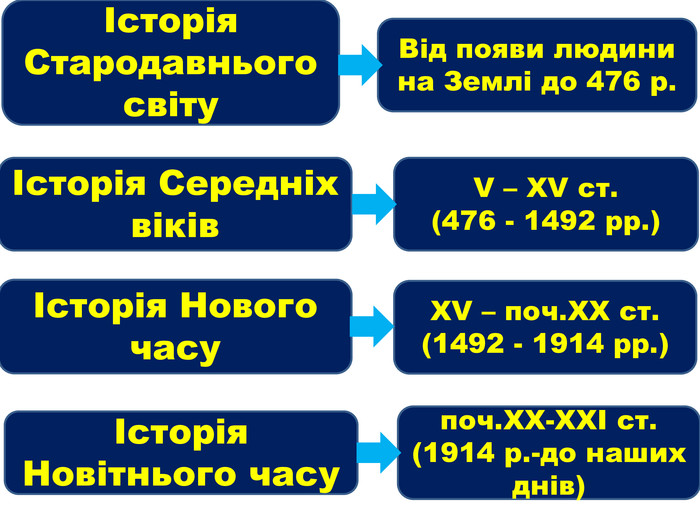 Історія
Стародавнього
світу
Від появи людини
на Землі до 476 р.
Історія Середніх
віків
V – XV ст.
(476 - 1492 рр.)
Історія Нового
часу
XV – поч.XX ст.
(1492 - 1914 рр.)
Історія
Новітнього часу
поч.XX-XXI ст.
(1914 р.-до наших
днів)